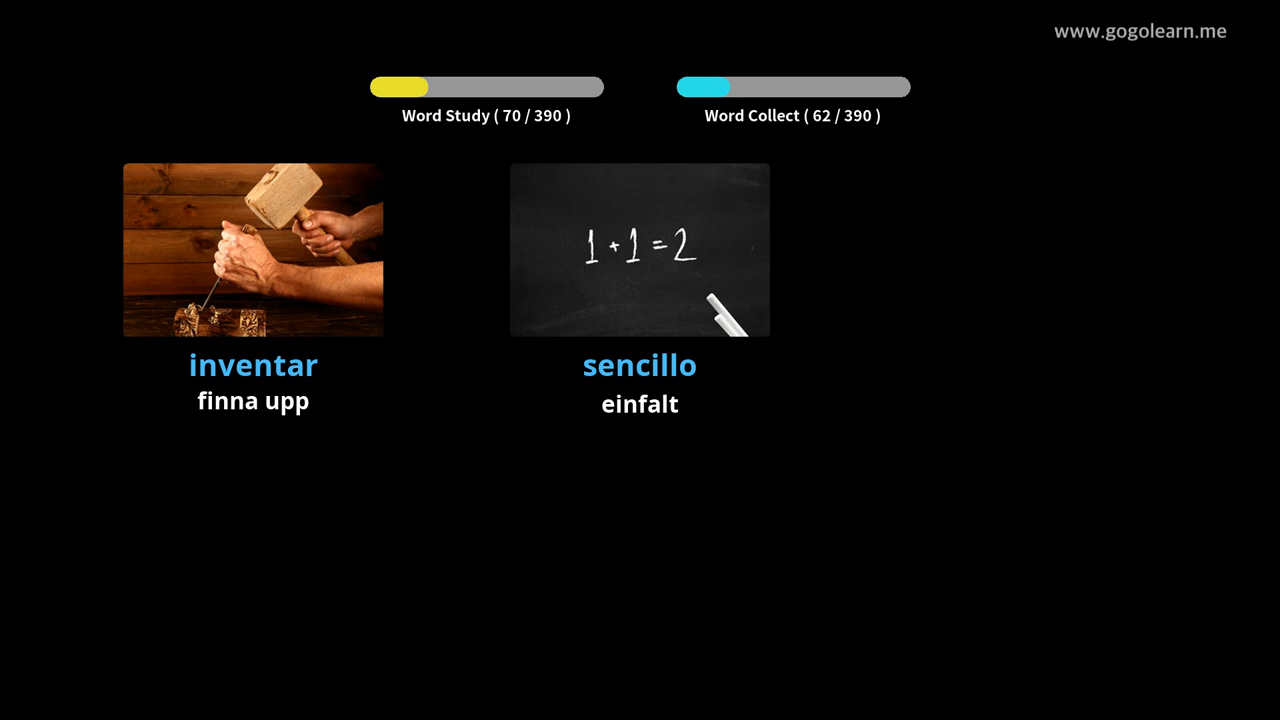 www.gogolearn.me
Word Study ( 70 / 390 )
Word Collect ( 62 / 390 )
1 + 1 = 2
inventar
finna upp
sencillo
einfalt